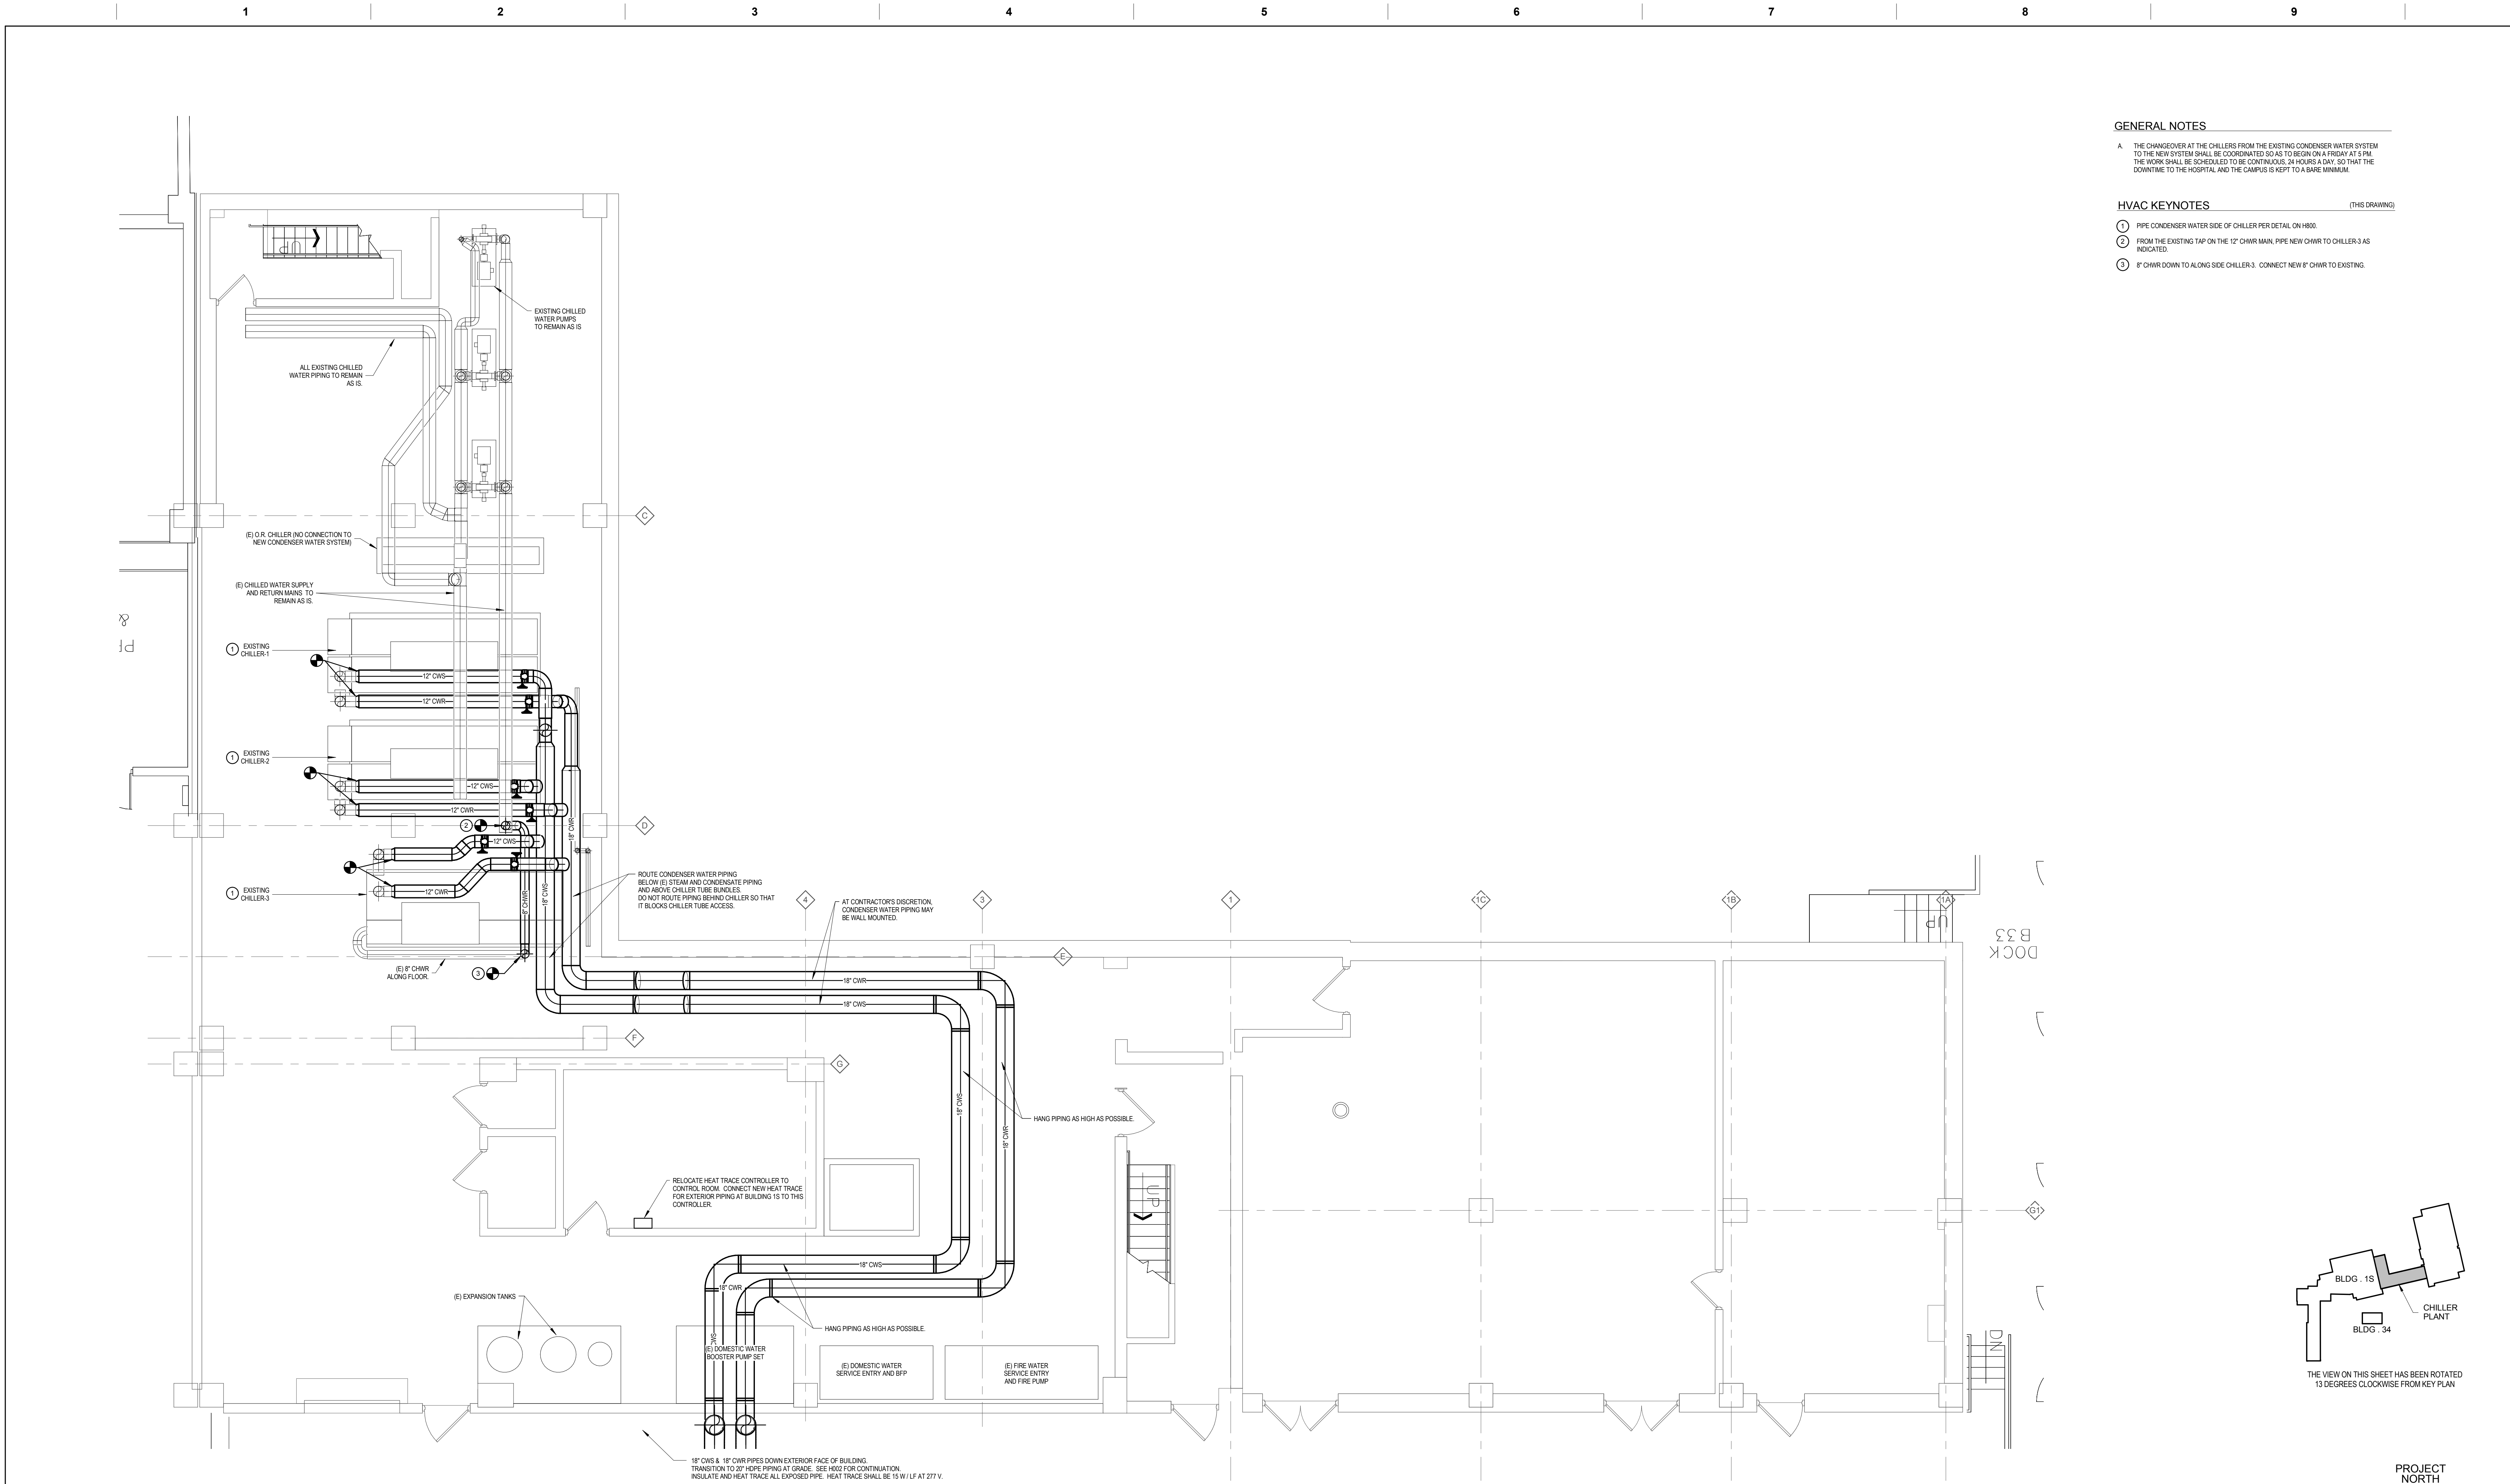 1 2 3 4 5 6 7 8 9
GENERAL NOTES
A. THE CHANGEOVER AT THE CHILLERS FROM THE EXISTING CONDENSER WATER SYSTEM
TO THE NEW SYSTEM SHALL BE COORDINATED SO AS TO BEGIN ON A FRIDAY AT 5 PM.
THE WORK SHALL BE SCHEDULED TO BE CONTINUOUS, 24 HOURS A DAY, SO THAT THE
DOWNTIME TO THE HOSPITAL AND THE CAMPUS IS KEPT TO A BARE MINIMUM.
HVAC KEYNOTES (THIS DRAWING)
1 PIPE CONDENSER WATER SIDE OF CHILLER PER DETAIL ON H800.
2 FROM THE EXISTING TAP ON THE 12" CHWR MAIN, PIPE NEW CHWR TO CHILLER-3 AS
INDICATED.
3 8" CHWR DOWN TO ALONG SIDE CHILLER-3. CONNECT NEW 8" CHWR TO EXISTING.
UP
EXISTING CHILLED
WATER PUMPS
TO REMAIN AS IS
ALL EXISTING CHILLED
WATER PIPING TO REMAIN
AS IS.
C
(E) O.R. CHILLER (NO CONNECTION TO
NEW CONDENSER WATER SYSTEM)
(E) CHILLED WATER SUPPLY
AND RETURN MAINS TO
REMAIN AS IS.
&
1 EXISTING
CHILLER-1
12" CWS
12" CWR
1 EXISTING
CHILLER-2
12" CWS
12" CWR
2
D
18" CWR
12" CWS
12" CWR
1 EXISTING
CHILLER-3
8" CHWR
18" CWS
ROUTE CONDENSER WATER PIPING
BELOW (E) STEAM AND CONDENSATE PIPING
AND ABOVE CHILLER TUBE BUNDLES.
DO NOT ROUTE PIPING BEHIND CHILLER SO THAT
IT BLOCKS CHILLER TUBE ACCESS.
AT CONTRACTOR'S DISCRETION,
CONDENSER WATER PIPING MAY
BE WALL MOUNTED.
4 3 1 1C 1B 1A
UP
DOCK
B33
E
(E) 8" CHWR
ALONG FLOOR.
3
18" CWR
18" CWS
F
G
18" CWS
18" CWR
HANG PIPING AS HIGH AS POSSIBLE.
RELOCATE HEAT TRACE CONTROLLER TO
CONTROL ROOM. CONNECT NEW HEAT TRACE
FOR EXTERIOR PIPING AT BUILDING 1S TO THIS
CONTROLLER.
UP
G1
18" CWS
18" CWR
(E) EXPANSION TANKS
HANG PIPING AS HIGH AS POSSIBLE.
CWS
(E) DOMESTIC WATER
BOOSTER PUMP SET
(E) DOMESTIC WATER
SERVICE ENTRY AND BFP
(E) FIRE WATER
SERVICE ENTRY
AND FIRE PUMP
DN
BLDG . 1S
CHILLER
PLANT
BLDG . 34
THE VIEW ON THIS SHEET HAS BEEN ROTATED
13 DEGREES CLOCKWISE FROM KEY PLAN
18" CWS & 18" CWR PIPES DOWN EXTERIOR FACE OF BUILDING.
TRANSITION TO 20" HDPE PIPING AT GRADE. SEE H002 FOR CONTINUATION.
INSULATE AND HEAT TRACE ALL EXPOSED PIPE. HEAT TRACE SHALL BE 15 W / LF AT 277 V.
PROJECT
NORTH